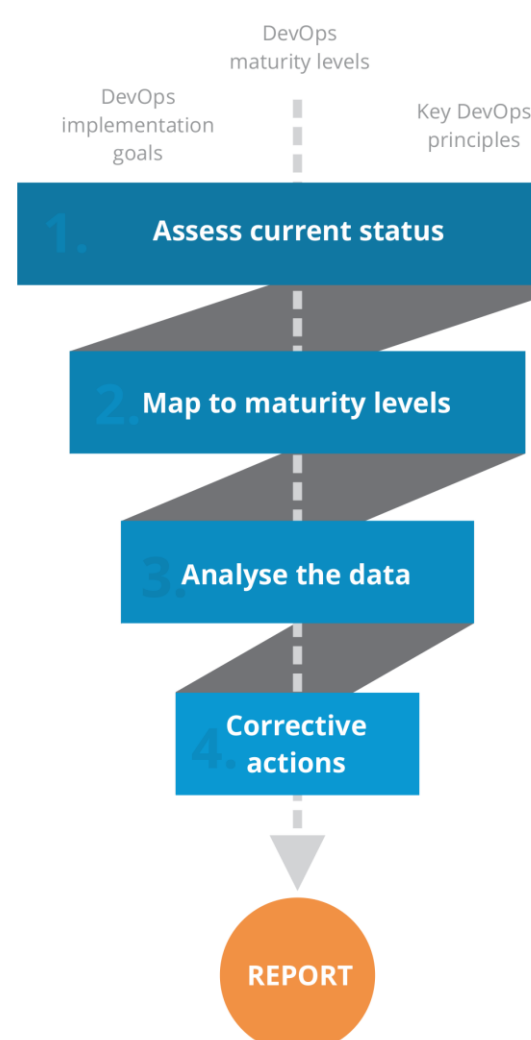 DevOps
maturity levels
DevOps
implementation
goals
Key DevOps
principles
1. Assess current status
2. Map to maturity levels
3. Analyse the data
4. Corrective
actions
REPORT